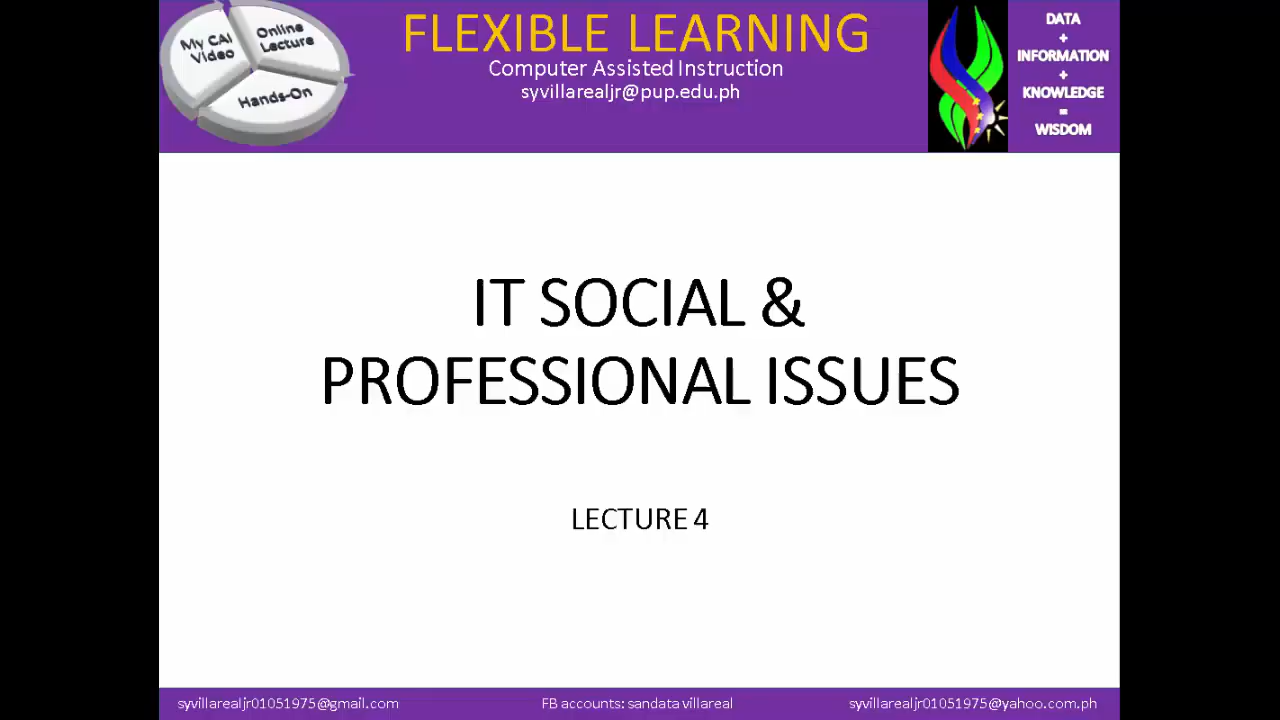 My CAI
Video
Online
Lecture
Hands-On
FLEXIBLE LEARNING
Computer Assisted Instruction
syvillarealjr@pup.edu.ph
DATA
+
INFORMATION
+
KNOWLEDGE
=
WISDOM
IT SOCIAL &
PROFESSIONAL ISSUES
LECTURE 4
syvillarealjr01051975@gmail.com
FB accounts: sandata villareal
syvillarealjr01051975@yahoo.com.ph